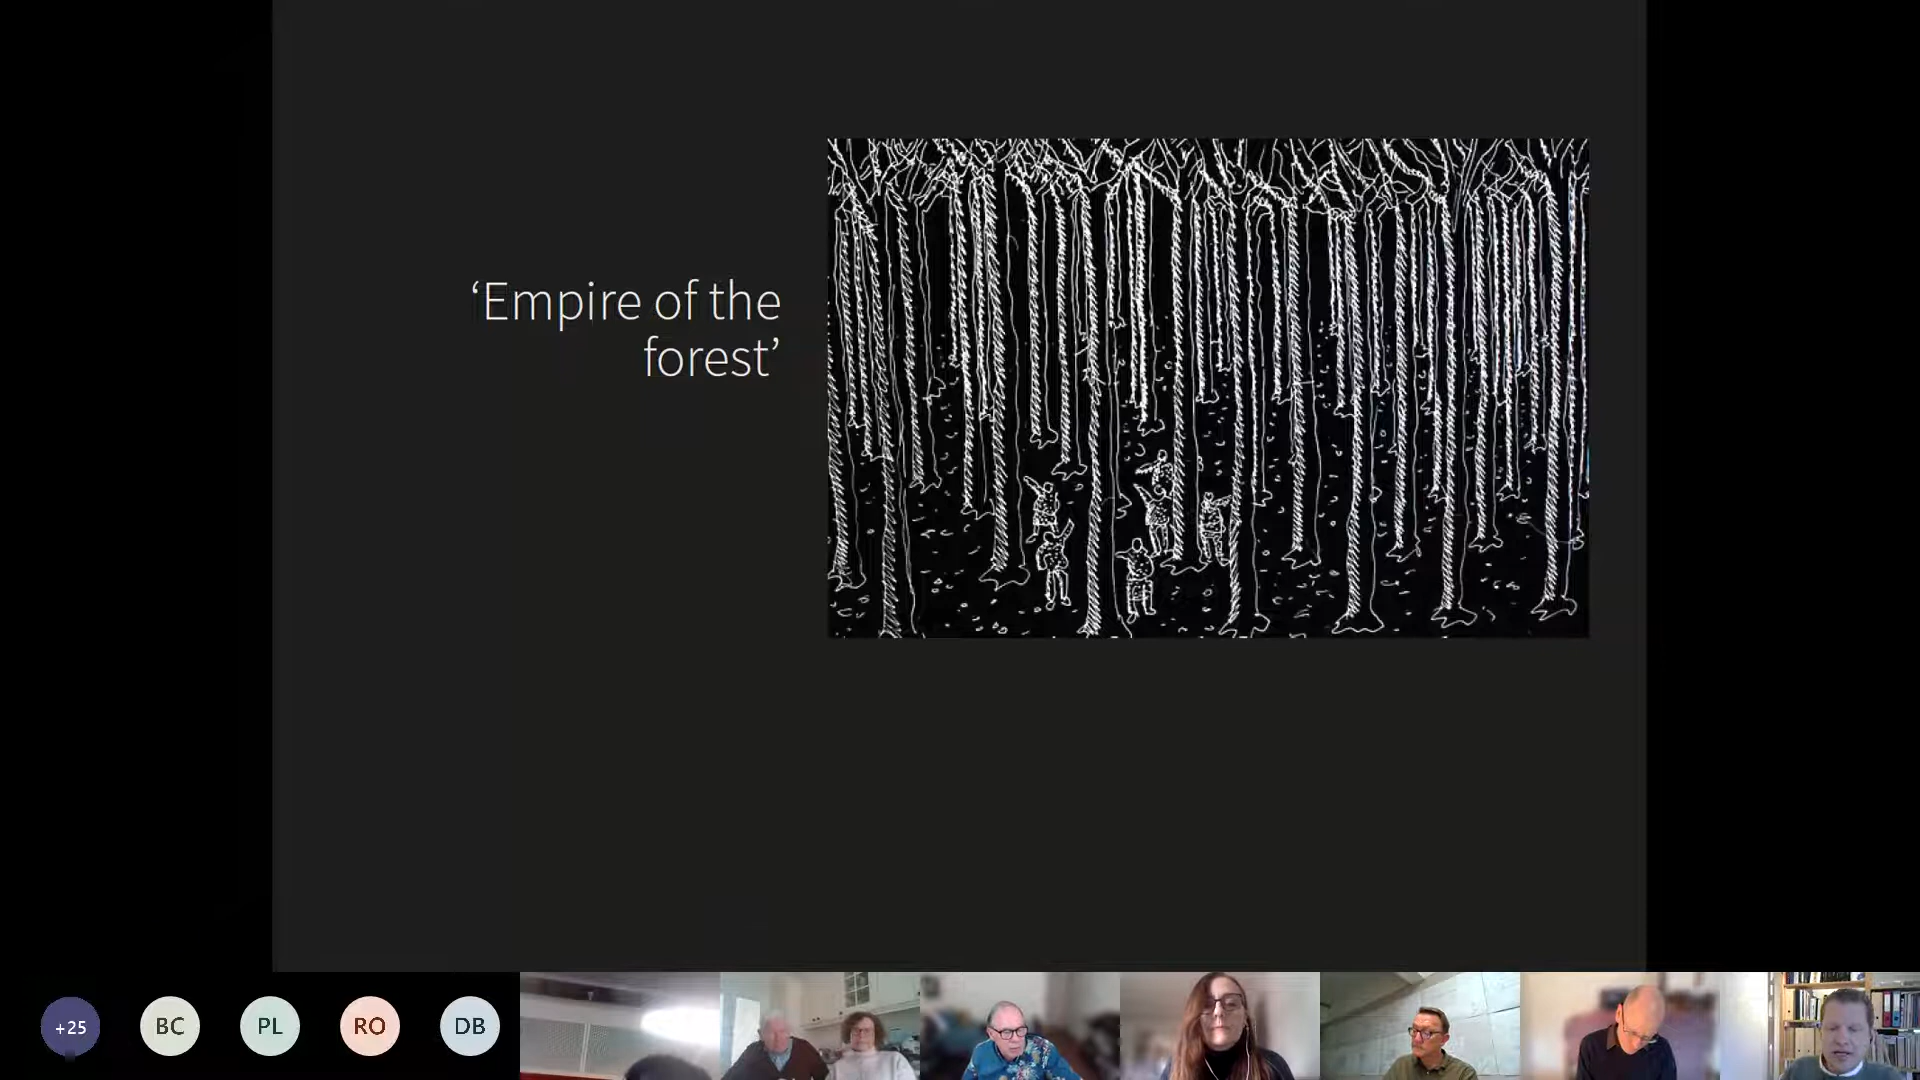 ‘Empire of the
forest’
+25
BC
PL
RO
DB